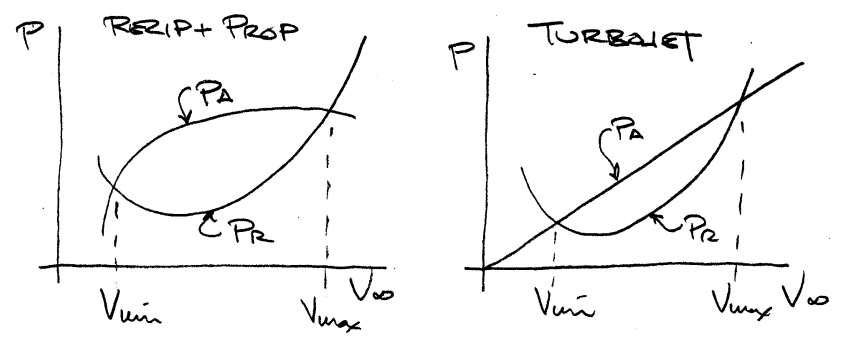 P RECIP + PROP
PA
PR
Vmin Vmax V∞
P TURBOJET
PA
PR
Vmin Vmax V∞